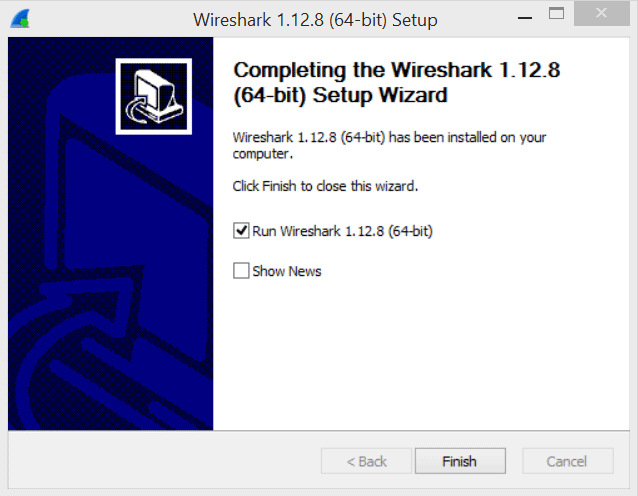 Wireshark 1.12.8 (64-bit) Setup
Completing the Wireshark 1.12.8
(64-bit) Setup Wizard
Wireshark 1.12.8 (64-bit) has been installed on your
computer.
Click Finish to close this wizard.
Run Wireshark 1.12.8 (64-bit)
Show News
< Back
Finish
Cancel